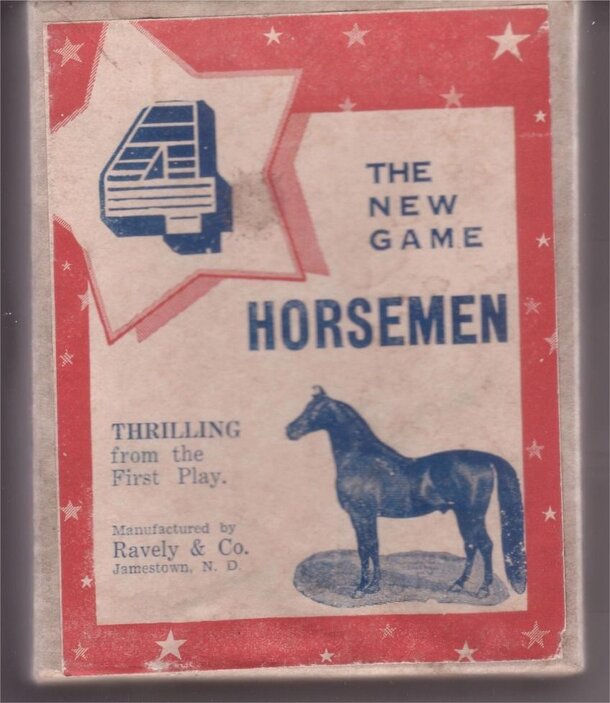 4
THE
NEW
GAME
HORSEMEN
THRILLING
from the
First Play.
Manufactured by
Ravely & Co.
Jamestown, N. D.